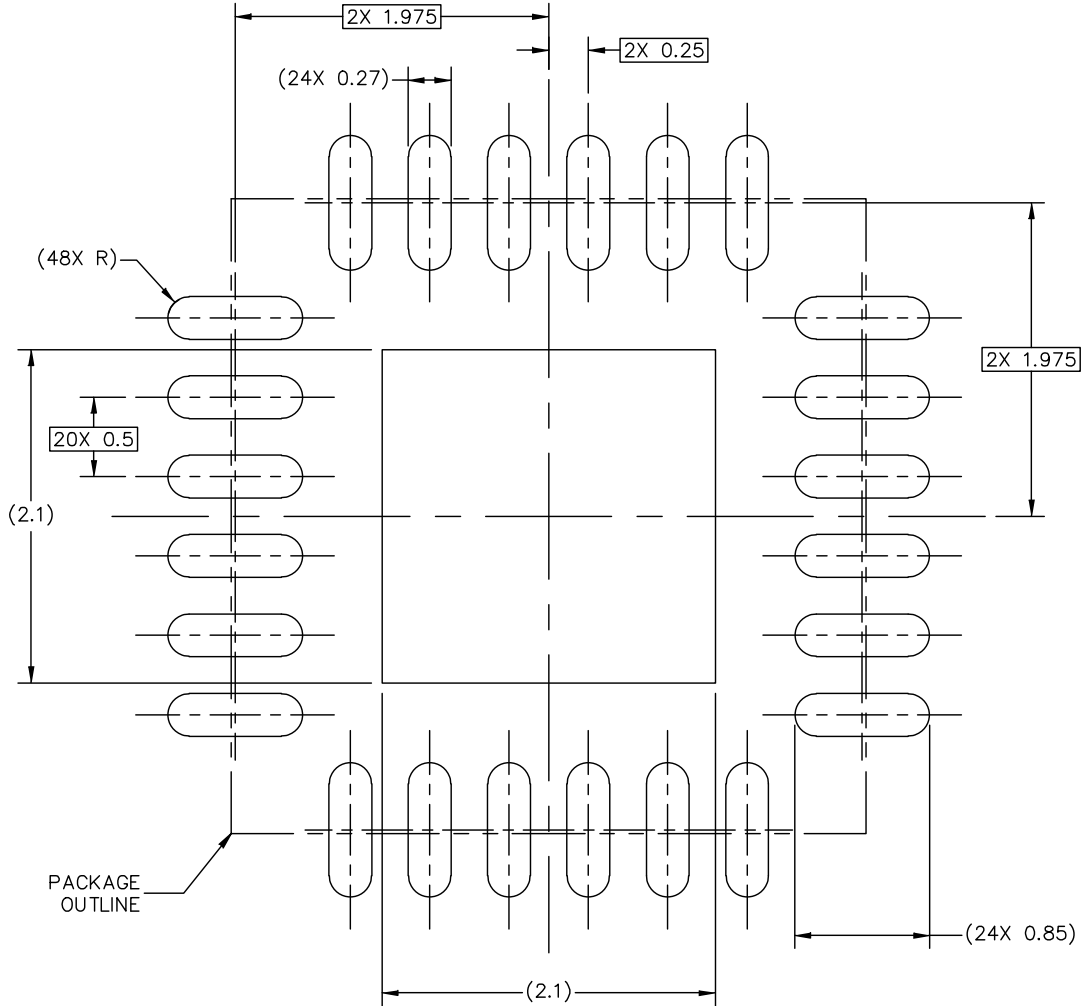 2X 1.975
2X 0.25
(24X 0.27)
(48X R)
2X 1.975
20X 0.5
(2.1)
PACKAGE
OUTLINE
(24X 0.85)
(2.1)